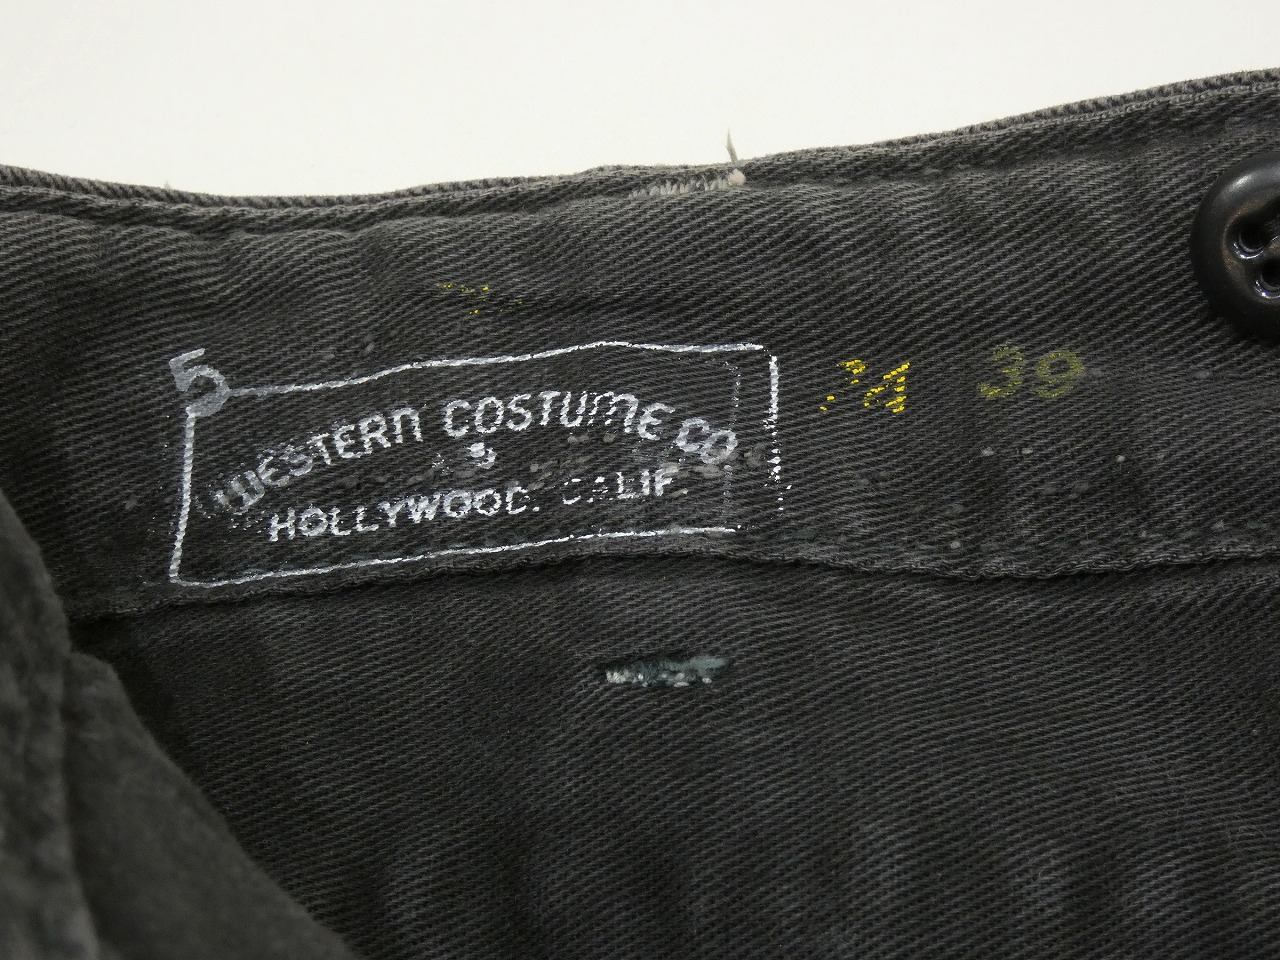 5
WESTERN COSTUME CO
HOLLYWOOD. CALIF.
39